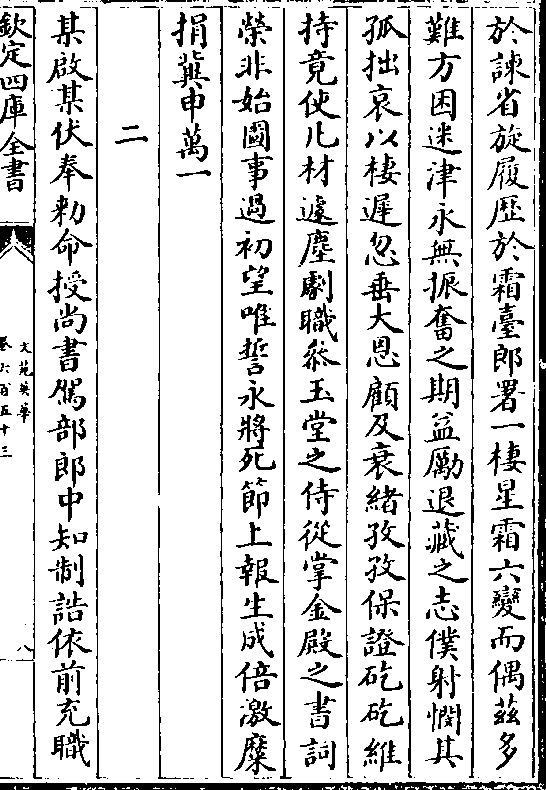 於諫省旋履歴於霜臺郎署一棲星霜六變而偶茲多
難方困迷津永無振奮之期益勵退藏之志僕射憫其
孤拙哀以棲遲忽垂大恩顧及衰緒孜孜保證矻矻維
持竟使凡材遽塵劇職忝玉堂之侍從掌金殿之書詞
榮非始圖事過初望唯誓永將死節上報生成倍激糜
捐冀申萬一
二
某啟某伏奉勅命授尚書駕部郎中知制誥依前充職
欽定四庫全書
文苑英華
卷六百五十三
八